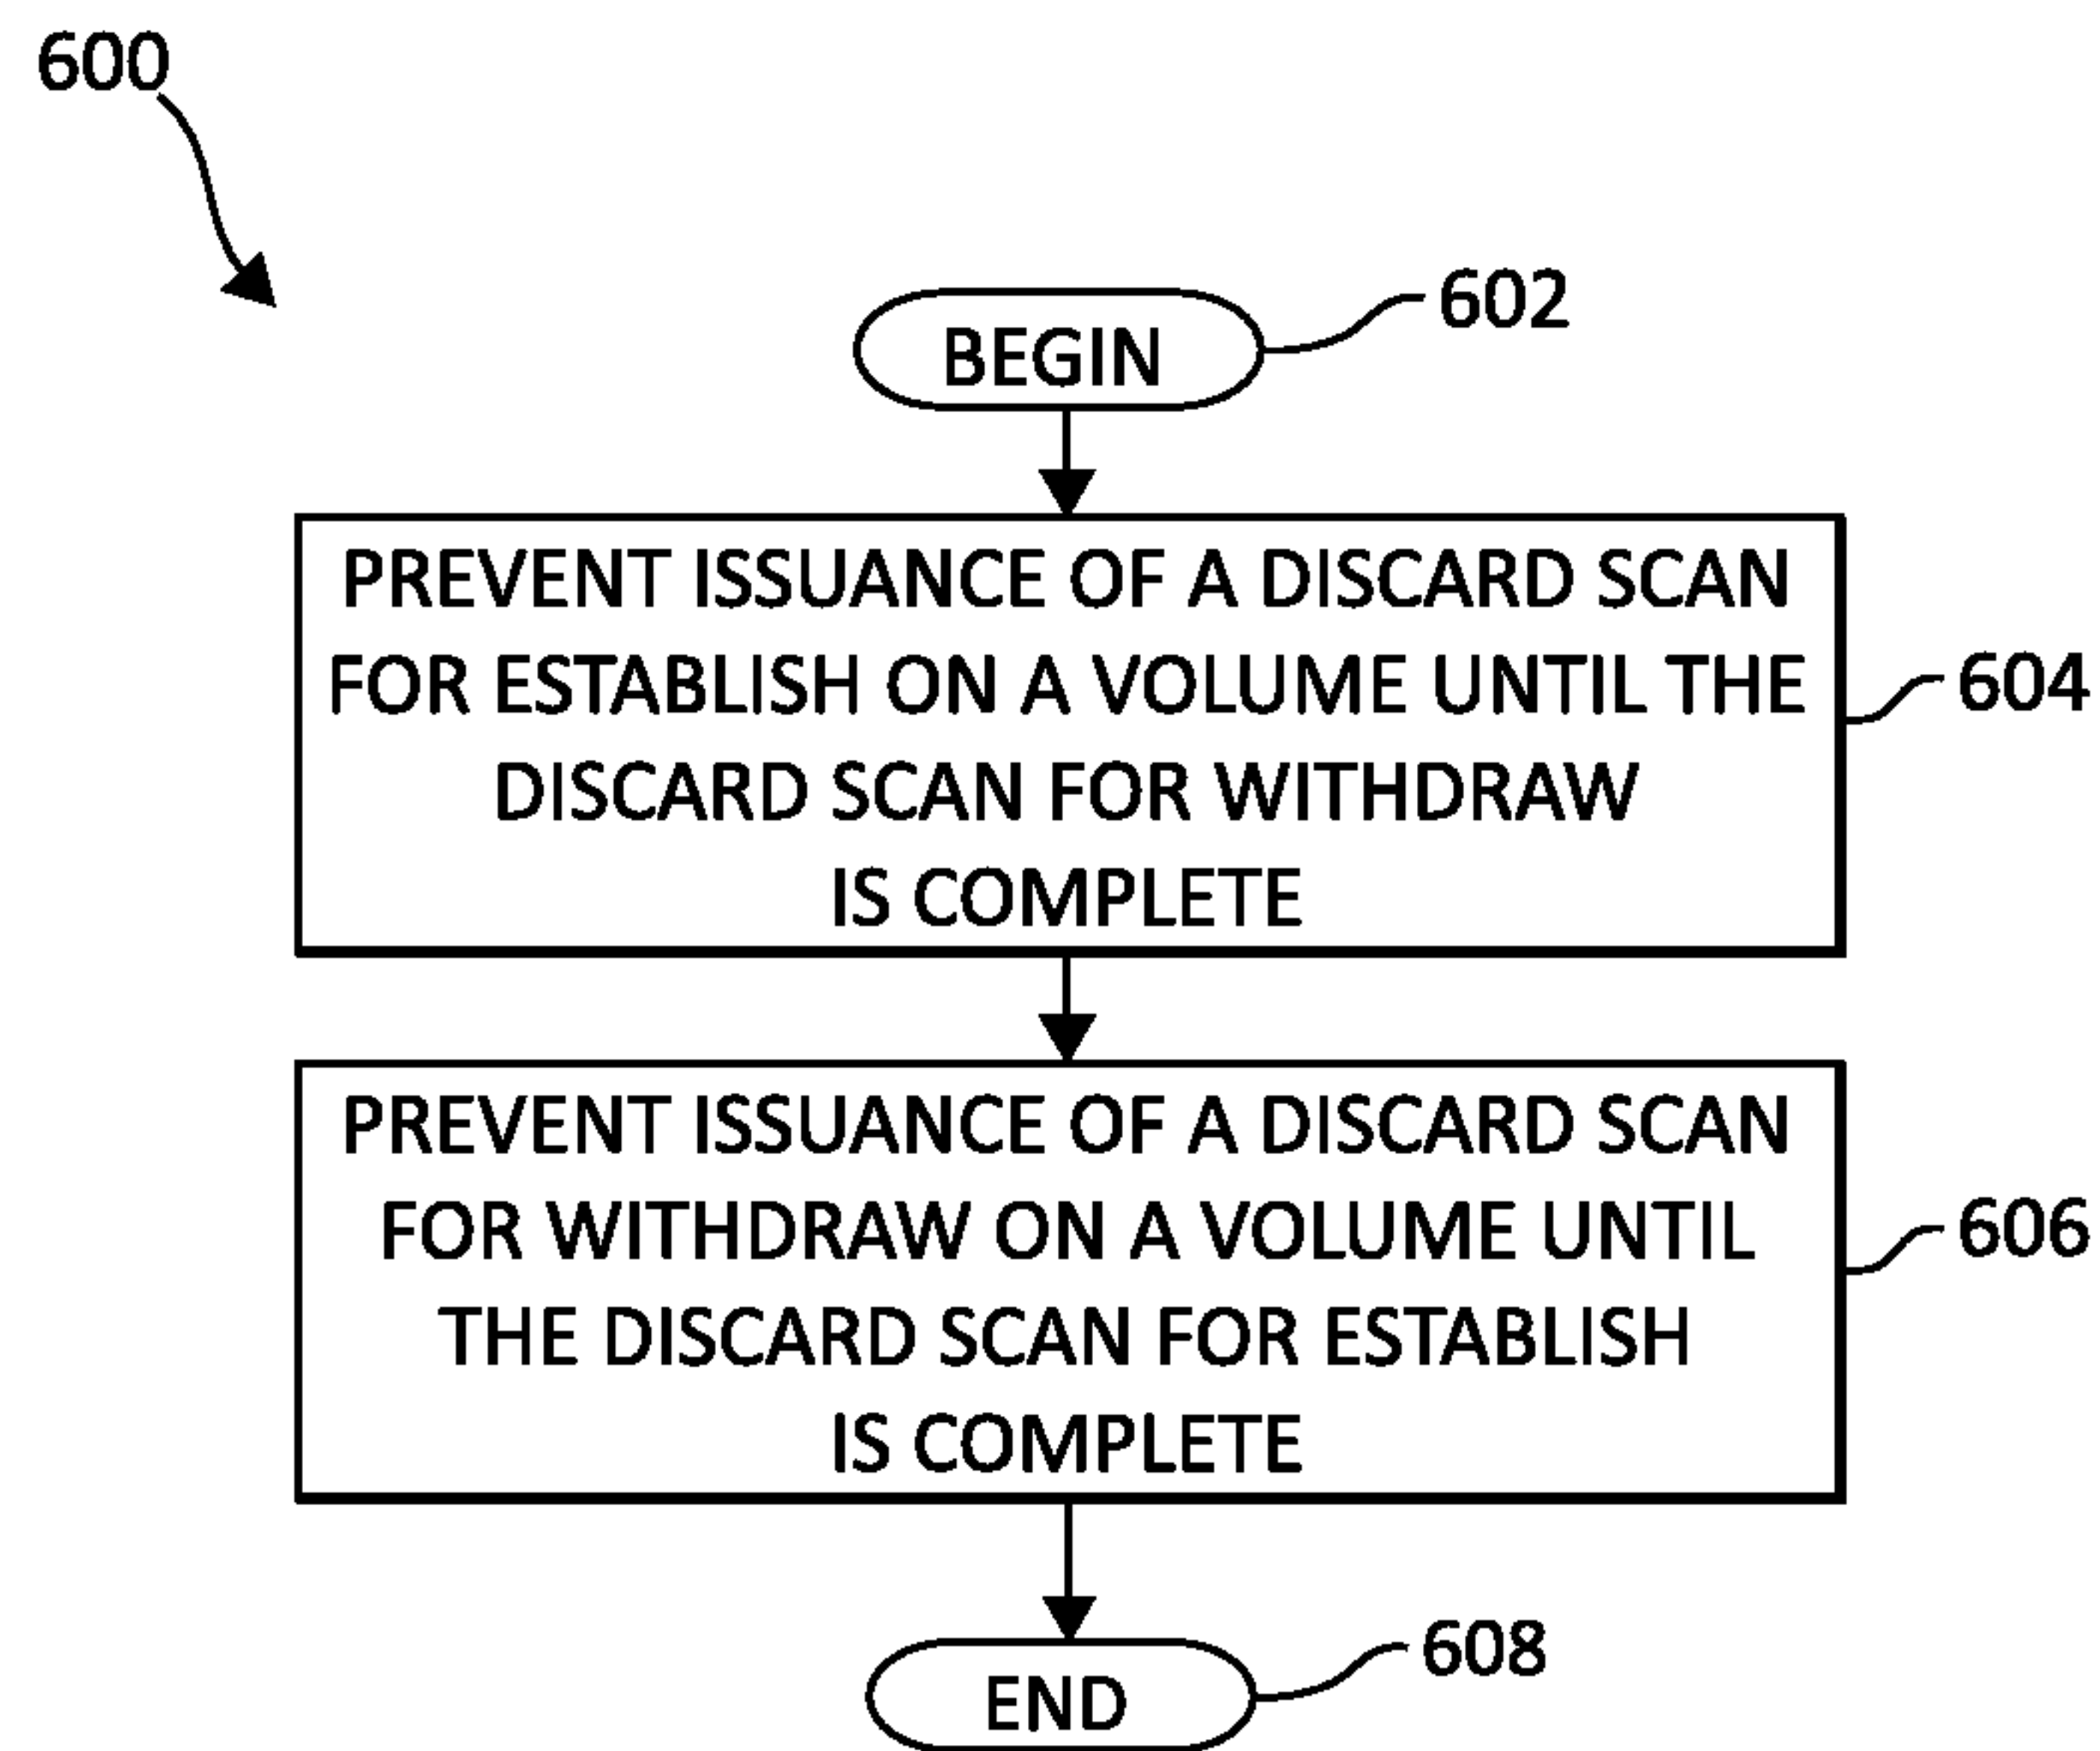 600
BEGIN
602
PREVENT ISSUANCE OF A DISCARD SCAN
FOR ESTABLISH ON A VOLUME UNTIL THE
DISCARD SCAN FOR WITHDRAW
IS COMPLETE
604
PREVENT ISSUANCE OF A DISCARD SCAN
FOR WITHDRAW ON A VOLUME UNTIL
THE DISCARD SCAN FOR ESTABLISH
IS COMPLETE
606
END
608